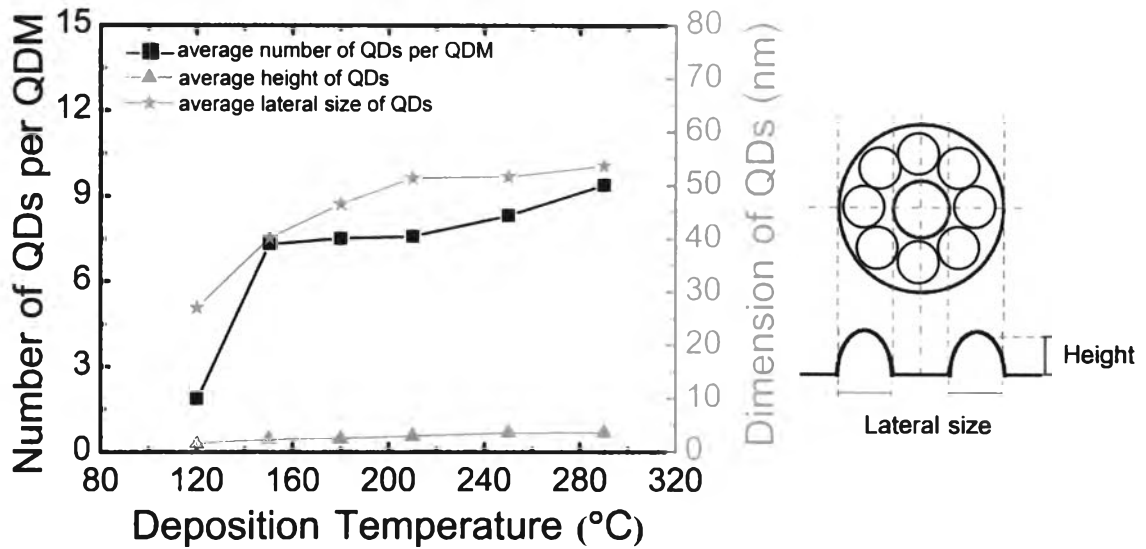 Number of QDs per QDM
15
12
9
6
3
0
average number of QDs per QDM
average height of QDs
average lateral size of QDs
80
70
60
50
40
30
20
10
0
Dimension of QDs (nm)
80 120 160 200 240 280 320
Deposition Temperature (ºC)
Height
Lateral size